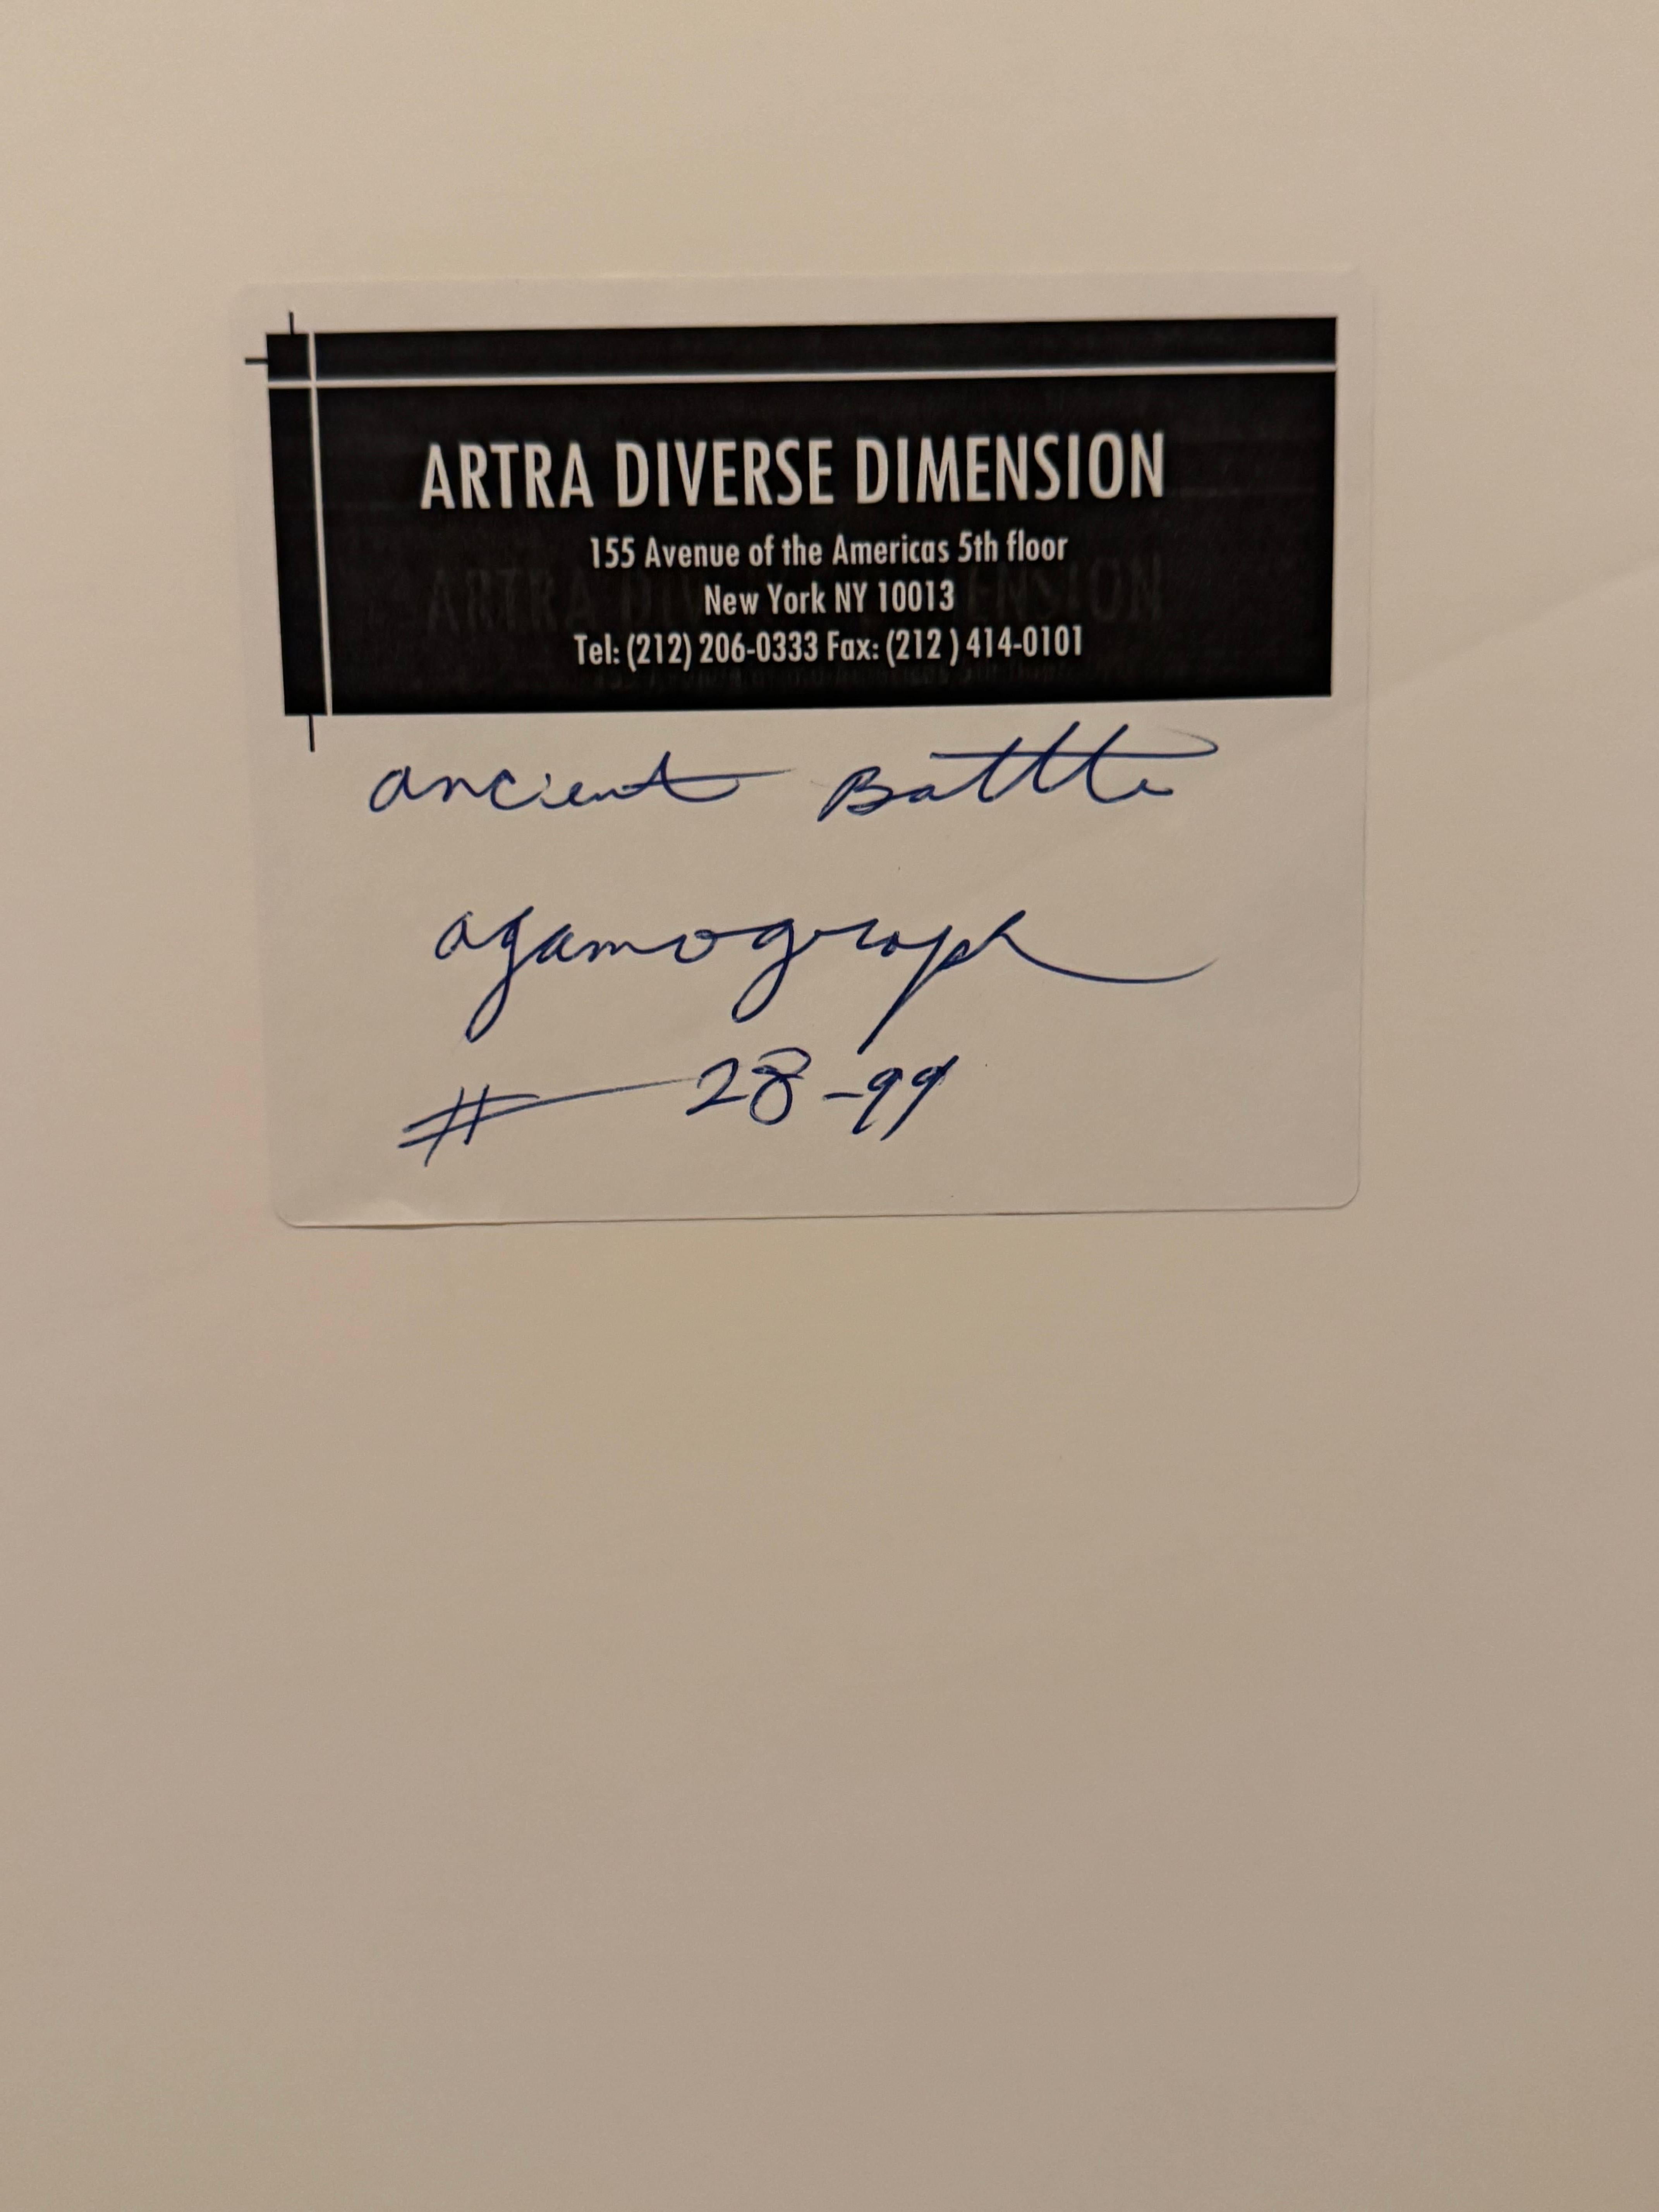 ARTRA DIVERSE DIMENSION
155 Avenue of the Americas 5th floor
New York NY 10013
Tel: (212) 206-0333 Fax: (212 ) 414-0101
ancient Battle
agamograph
# 28-99